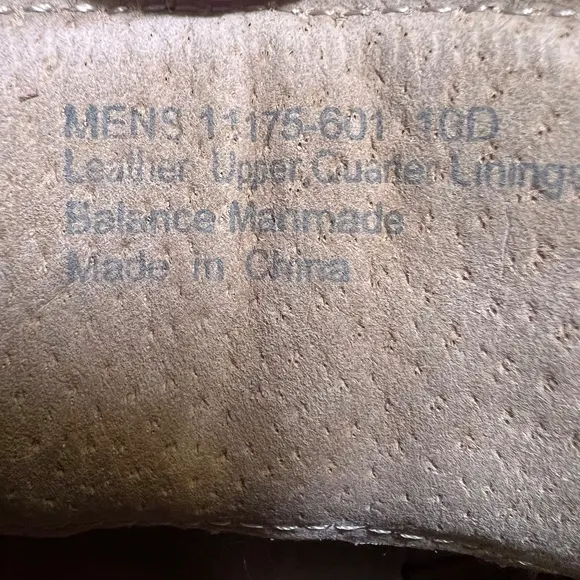 MENS 11175-601 10D
Leather Upper, Quarter Linings
Balance Manmade
Made in China